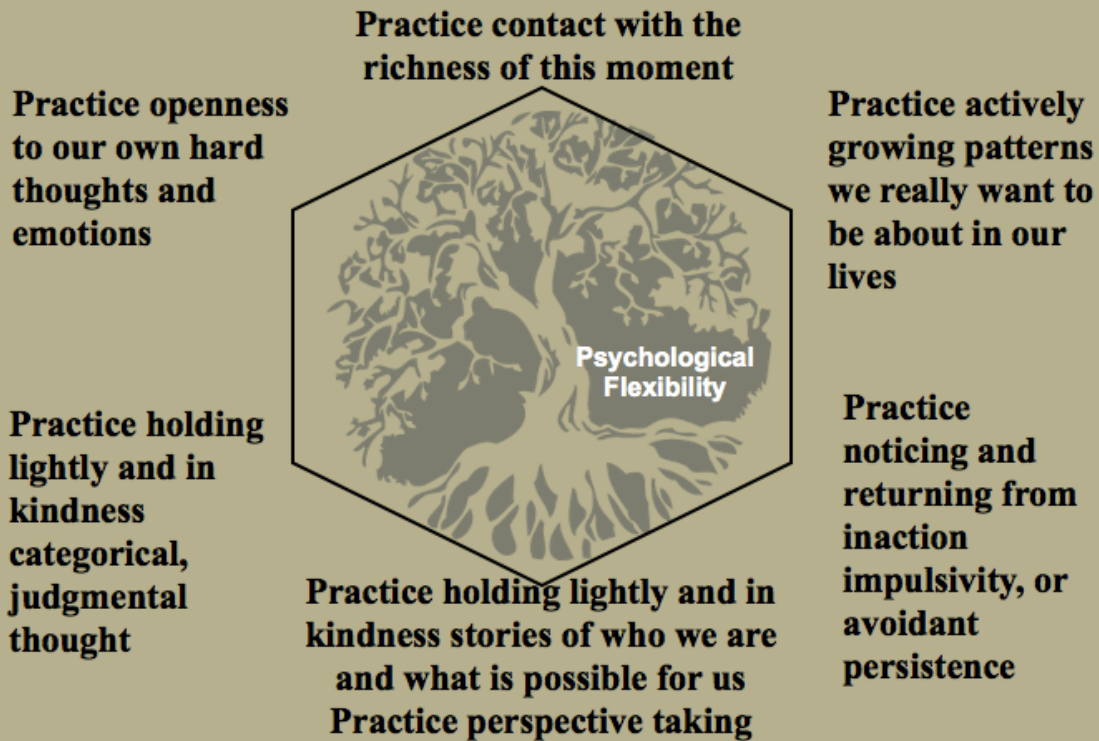 Practice contact with the
richness of this moment
Practice openness
to our own hard
thoughts and
emotions
Practice actively
growing patterns
we really want to
be about in our
lives
Psychological
Flexibility
Practice holding
lightly and in
kindness
categorical,
judgmental
thought
Practice
noticing and
returning from
inaction
impulsivity, or
avoidant
persistence
Practice holding lightly and in
kindness stories of who we are
and what is possible for us
Practice perspective taking